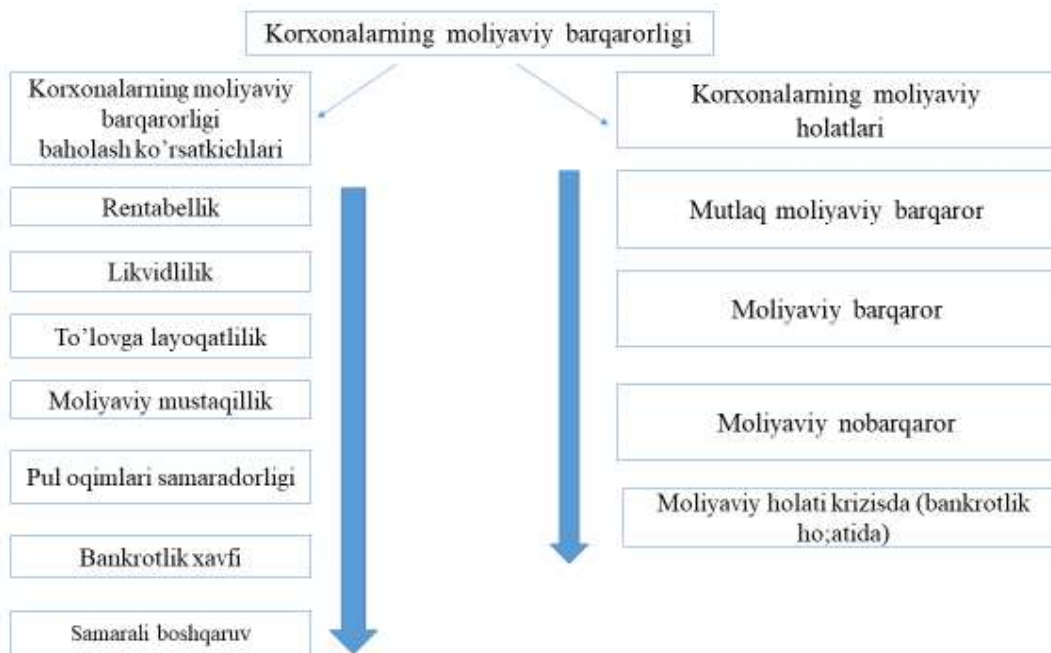 Korxonalarning moliyaviy barqarorligi
Korxonalarning moliyaviy
barqarorligi
baholash ko’rsatkichlari
Rentabellik
Likvidlilik
To’lovga layoqatlilik
Moliyaviy mustaqillik
Pul oqimlari samaradorligi
Bankrotlik xavfi
Samarali boshqaruv
Korxonalarning moliyaviy
holatlari
Mutlaq moliyaviy barqaror
Moliyaviy barqaror
Moliyaviy nobarqaror
Moliyaviy holati krizisda (bankrotlik
ho;atida)